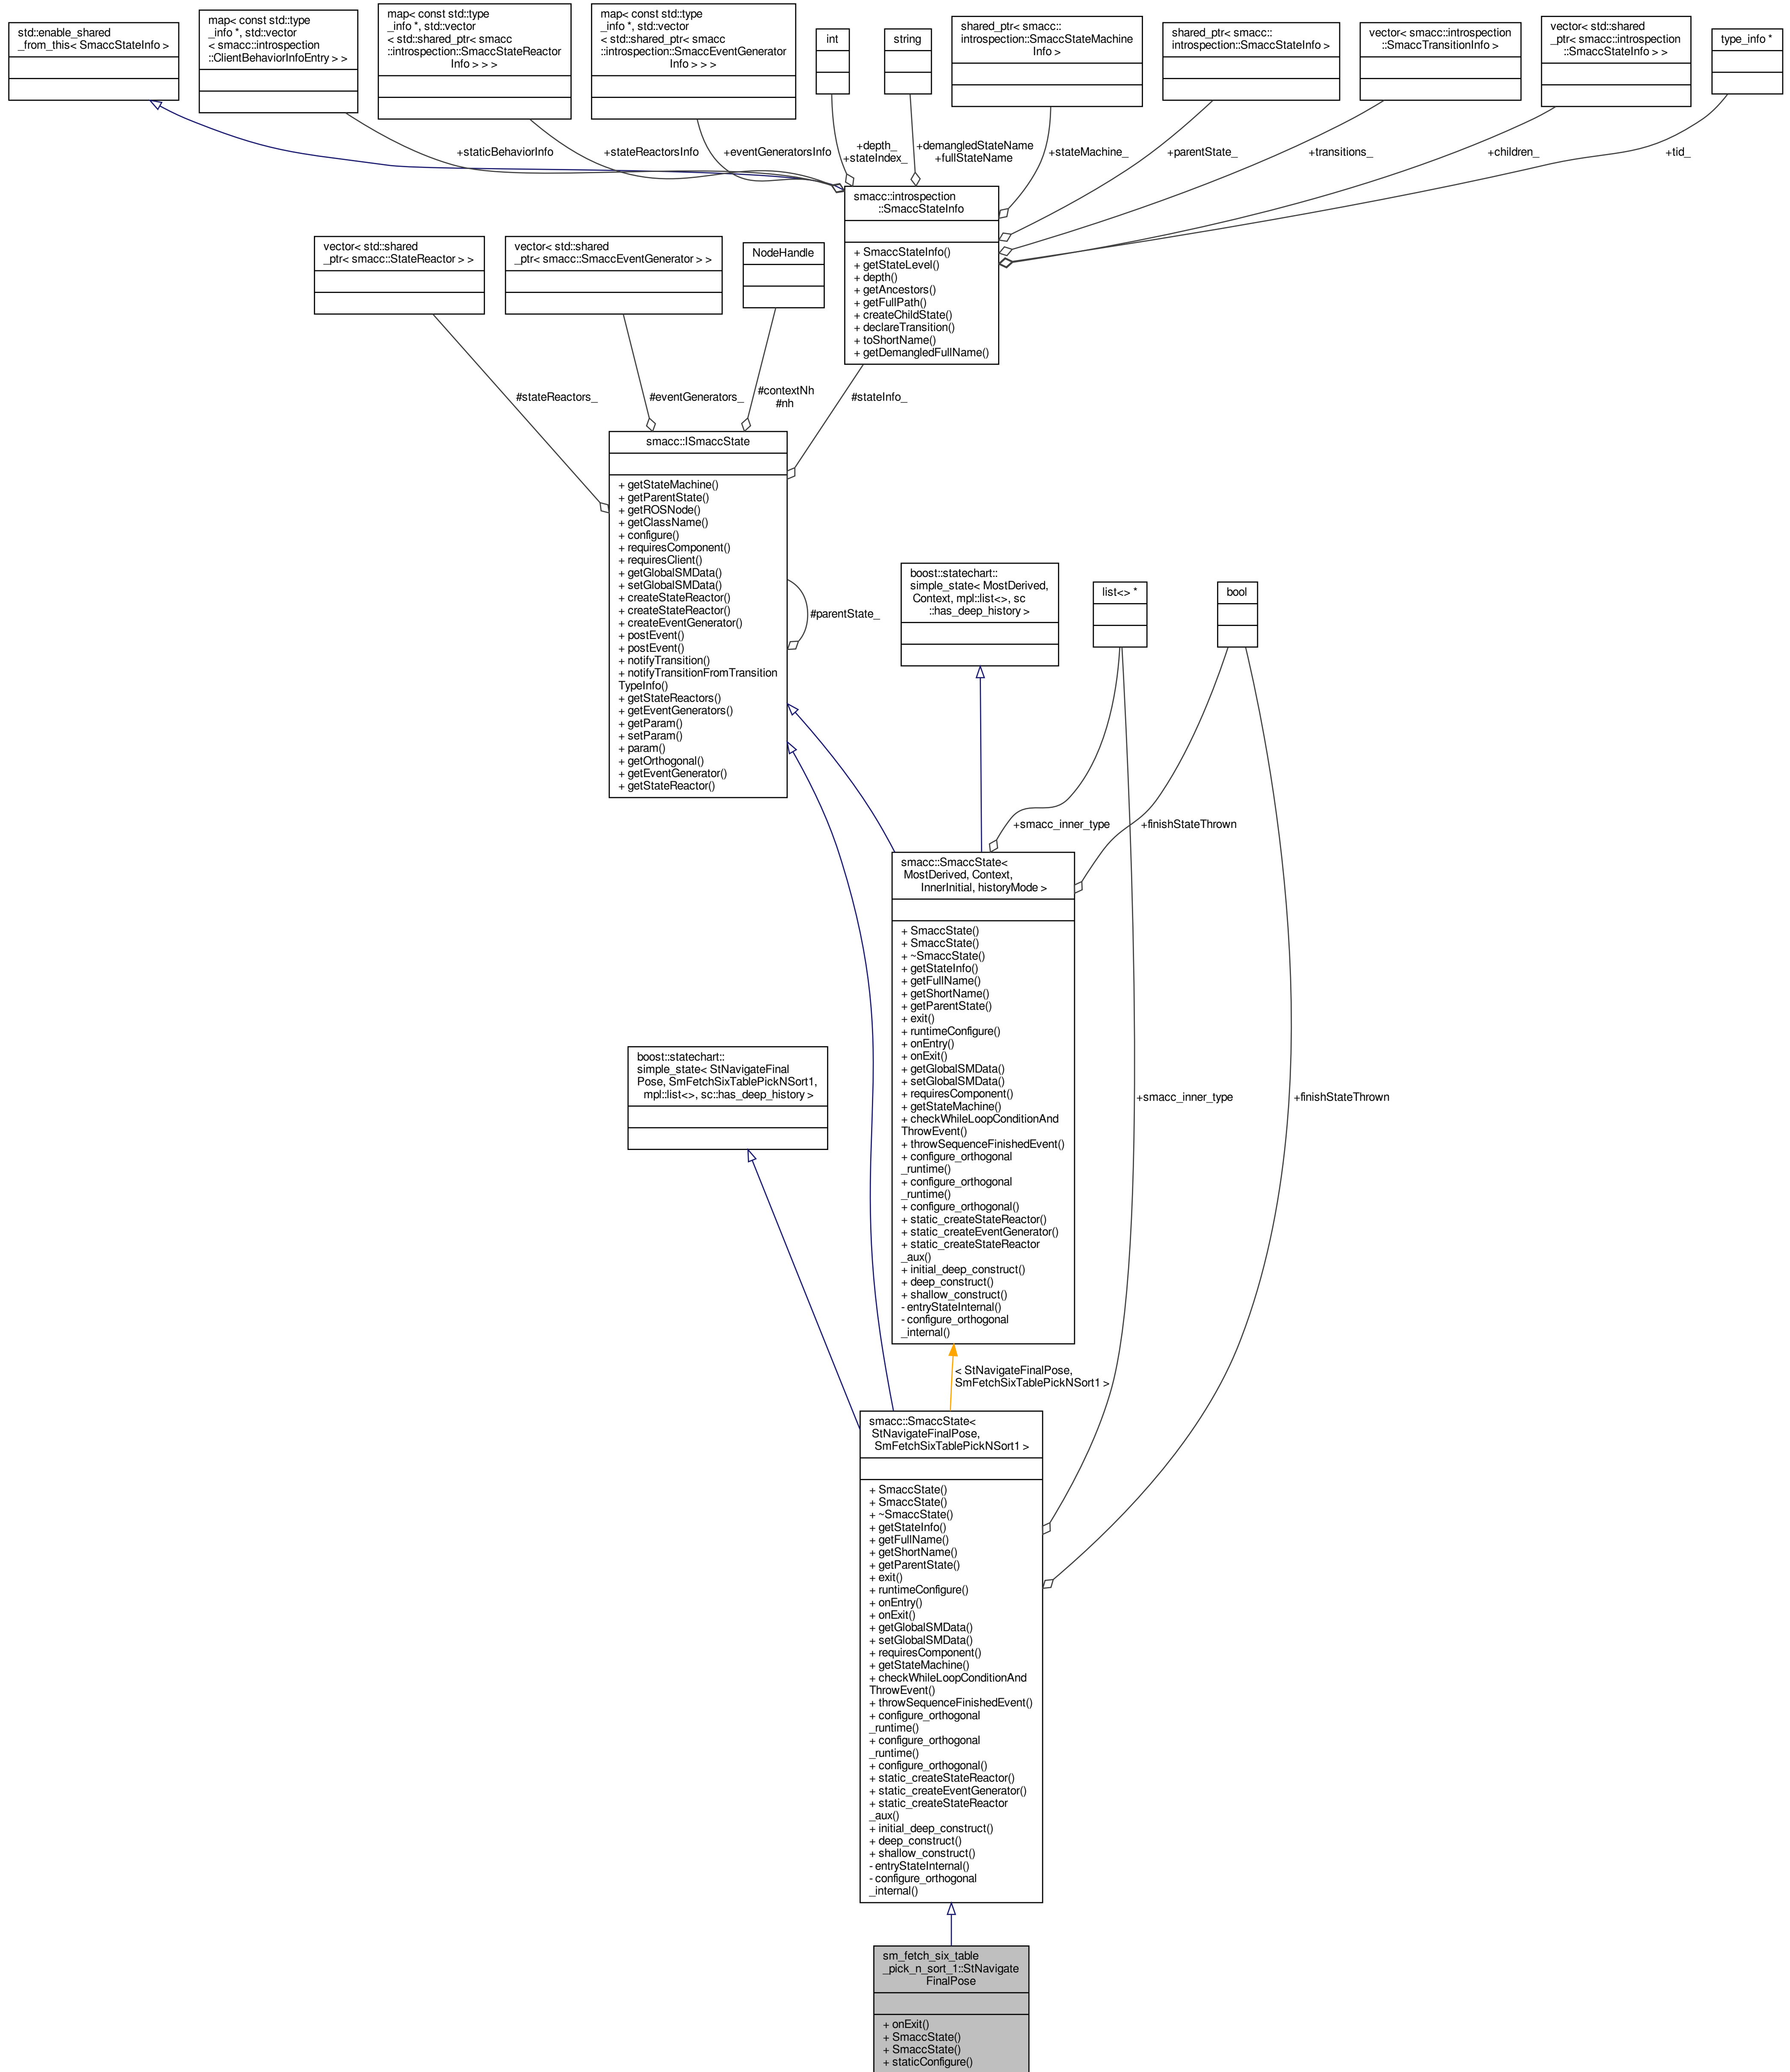 std::enable_shared
_from_this< SmaccStateInfo >
map< const std::type
_info *, std::vector
< smacc::introspection
::ClientBehaviorInfoEntry > >
map< const std::type
_info *, std::vector
< std::shared_ptr< smacc
::introspection::SmaccStateReactor
Info > > >
map< const std::type
_info *, std::vector
< std::shared_ptr< smacc
::introspection::SmaccEventGenerator
Info > > >
int
string
shared_ptr< smacc::
introspection::SmaccStateMachine
Info >
shared_ptr< smacc::
introspection::SmaccStateInfo >
vector< smacc::introspection
::SmaccTransitionInfo >
vector< std::shared
_ptr< smacc::introspection
::SmaccStateInfo > >
type_info *
+staticBehaviorInfo
+stateReactorsInfo
+eventGeneratorsInfo
+depth_
+stateIndex_
+demangledStateName
+fullStateName
+stateMachine_
+parentState_
+transitions_
+children_
+tid_
smacc::introspection
::SmaccStateInfo
+ SmaccStateInfo()
+ getStateLevel()
+ depth()
+ getAncestors()
+ getFullPath()
+ createChildState()
+ declareTransition()
+ toShortName()
+ getDemangledFullName()
vector< std::shared
_ptr< smacc::StateReactor > >
vector< std::shared
_ptr< smacc::SmaccEventGenerator > >
NodeHandle
#stateReactors_
#eventGenerators_
#contextNh
#nh
#stateInfo_
smacc::ISmaccState
+ getStateMachine()
+ getParentState()
+ getROSNode()
+ getClassName()
+ configure()
+ requiresComponent()
+ requiresClient()
+ getGlobalSMData()
+ setGlobalSMData()
+ createStateReactor()
+ createStateReactor()
+ createEventGenerator()
+ postEvent()
+ postEvent()
+ notifyTransition()
+ notifyTransitionFromTransition
TypeInfo()
+ getStateReactors()
+ getEventGenerators()
+ getParam()
+ setParam()
+ param()
+ getOrthogonal()
+ getEventGenerator()
+ getStateReactor()
#parentState_
boost::statechart::
simple_state< MostDerived,
Context, mpl::list<>, sc
::has_deep_history >
list<> *
bool
+smacc_inner_type
+finishStateThrown
smacc::SmaccState<
MostDerived, Context,
InnerInitial, historyMode >
+ SmaccState()
+ SmaccState()
+ ~SmaccState()
+ getStateInfo()
+ getFullName()
+ getShortName()
+ getParentState()
+ exit()
+ runtimeConfigure()
+ onEntry()
+ onExit()
+ getGlobalSMData()
+ setGlobalSMData()
+ requiresComponent()
+ getStateMachine()
+ checkWhileLoopConditionAnd
ThrowEvent()
+ throwSequenceFinishedEvent()
+ configure_orthogonal
_runtime()
+ configure_orthogonal
_runtime()
+ configure_orthogonal()
+ static_createStateReactor()
+ static_createEventGenerator()
+ static_createStateReactor
_aux()
+ initial_deep_construct()
+ deep_construct()
+ shallow_construct()
- entryStateInternal()
- configure_orthogonal
_internal()
boost::statechart::
simple_state< StNavigateFinal
Pose, SmFetchSixTablePickNSort1,
mpl::list<>, sc::has_deep_history >
+smacc_inner_type
+finishStateThrown
< StNavigateFinalPose,
SmFetchSixTablePickNSort1 >
smacc::SmaccState<
StNavigateFinalPose,
SmFetchSixTablePickNSort1 >
+ SmaccState()
+ SmaccState()
+ ~SmaccState()
+ getStateInfo()
+ getFullName()
+ getShortName()
+ getParentState()
+ exit()
+ runtimeConfigure()
+ onEntry()
+ onExit()
+ getGlobalSMData()
+ setGlobalSMData()
+ requiresComponent()
+ getStateMachine()
+ checkWhileLoopConditionAnd
ThrowEvent()
+ throwSequenceFinishedEvent()
+ configure_orthogonal
_runtime()
+ configure_orthogonal
_runtime()
+ configure_orthogonal()
+ static_createStateReactor()
+ static_createEventGenerator()
+ static_createStateReactor
_aux()
+ initial_deep_construct()
+ deep_construct()
+ shallow_construct()
- entryStateInternal()
- configure_orthogonal
_internal()
sm_fetch_six_table
_pick_n_sort_1::StNavigate
FinalPose
+ onExit()
+ SmaccState()
+ SmaccState()
+ staticConfigure()